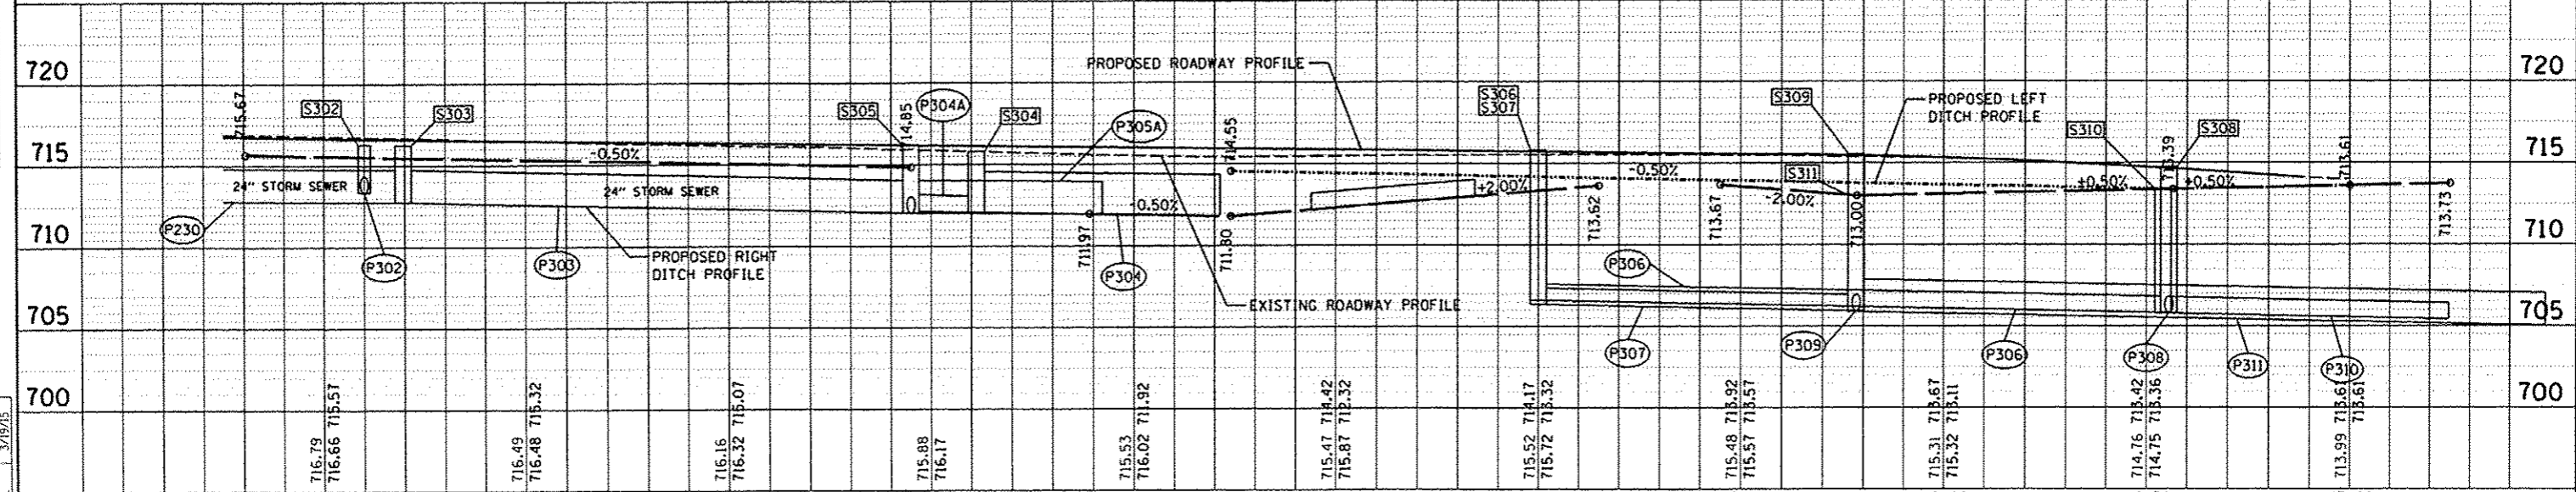 720
PROPOSED ROADWAY PROFILE
720
715.67
S302
S303
S305
14.85
P304A
S304
P305A
714.55
S306
S307
S309
PROPOSED LEFT
DITCH PROFILE
S310
713.39
S308
713.61
715
-0.50%
-0.50%
S311
+0.50%
+0.50%
715
24" STORM SEWER
24" STORM SEWER
+2.00%
-2.00%
-0.50%
P230
711.97
711.80
713.62
713.67
713.00
713.73
710
P302
P303
PROPOSED RIGHT
DITCH PROFILE
P304
P306
710
705
EXISTING ROADWAY PROFILE
705
P307
P309
P306
P308
P311
P310
700
700
716.79
716.66 715.57
716.49
716.48 715.32
716.16
716.32 715.07
715.88
716.17
715.53
716.02 711.92
715.47 714.42
715.87 712.32
715.52 714.17
715.72 713.32
715.48 713.92
715.57 713.57
715.31 713.67
715.32 713.11
714.76 713.42
714.75 713.36
713.99 713.61
713.61
3/19/15